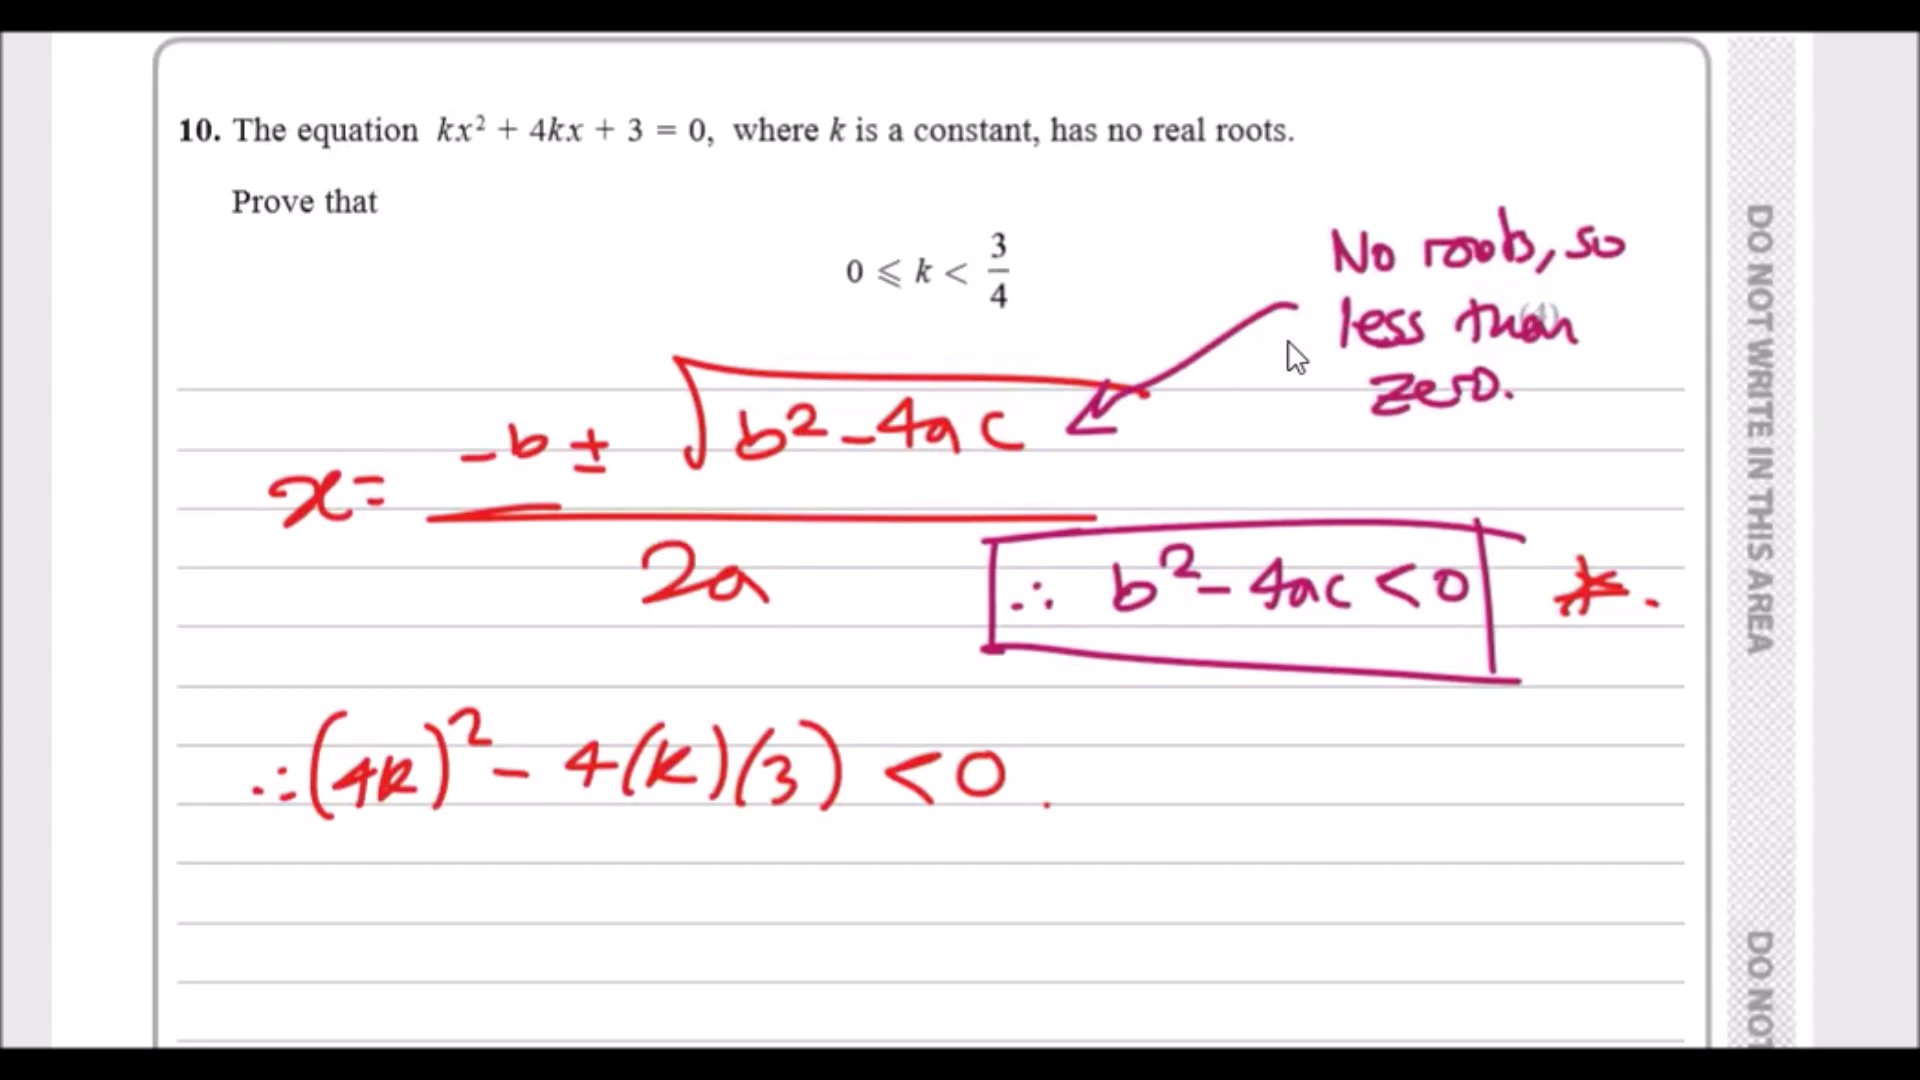 10. The equation kx² + 4kx + 3 = 0, where k is a constant, has no real roots.
Prove that
0 ⩽ k < 3/4
No roots, so
less than
zero.
(4)
x = (-b ± √(b² - 4ac)) / 2a
∴ b² - 4ac < 0 *.
∴ (4k)² - 4(k)(3) < 0.
DO NOT WRITE IN THIS AREA
DO NOT